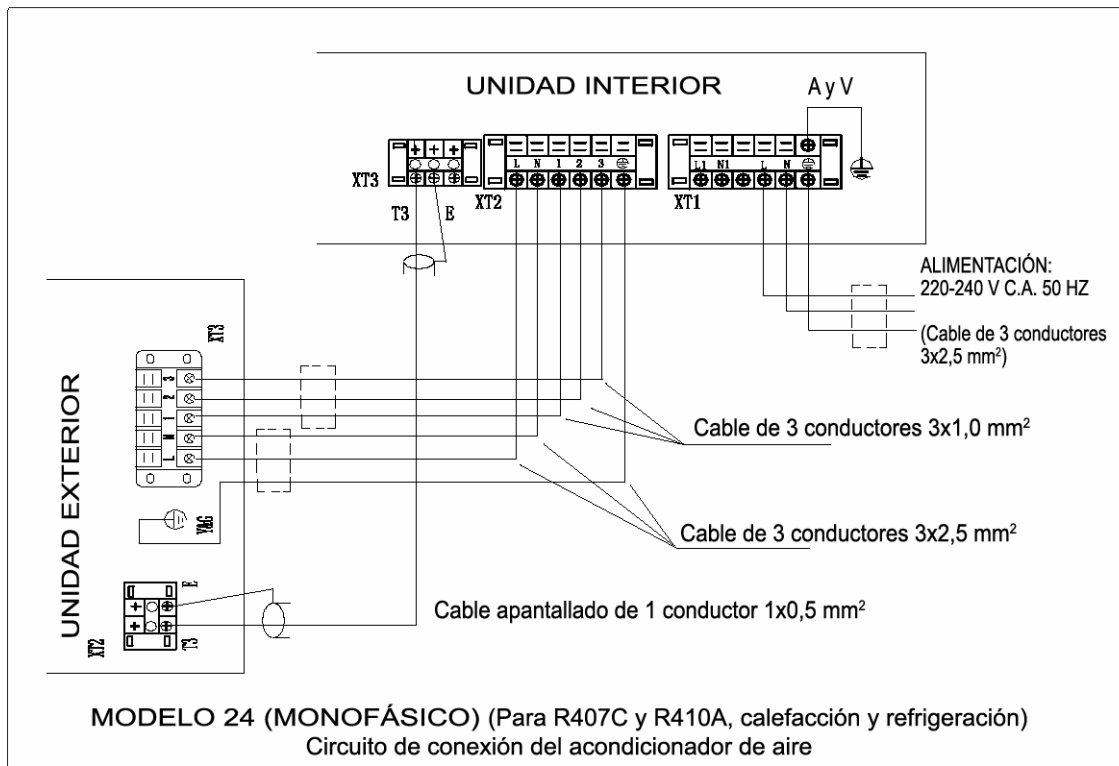 UNIDAD INTERIOR
A y V
L N 1 2 3
L1 N1 L N
XT3
XT2
XT1
T3 E
ALIMENTACIÓN:
220-240 V C.A. 50 HZ
(Cable de 3 conductores
3x2,5 mm²)
UNIDAD EXTERIOR
XT3
3
2
1
N
L
Y&G
Cable de 3 conductores 3x1,0 mm²
Cable de 3 conductores 3x2,5 mm²
E
XT2
T3
Cable apantallado de 1 conductor 1x0,5 mm²
MODELO 24 (MONOFÁSICO) (Para R407C y R410A, calefacción y refrigeración)
Circuito de conexión del acondicionador de aire